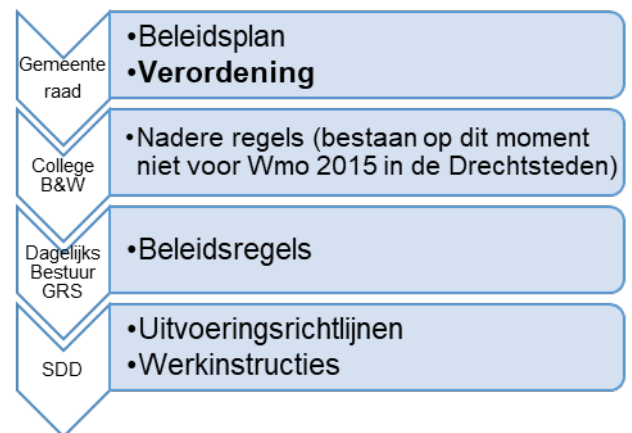 Gemeente
raad
•Beleidsplan
•Verordening
College
B&W
•Nadere regels (bestaan op dit moment
niet voor Wmo 2015 in de Drechtsteden)
Dagelijks
Bestuur
GRS
•Beleidsregels
SDD
•Uitvoeringsrichtlijnen
•Werkinstructies